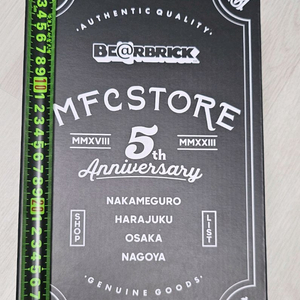 AUTHENTIC QUALITY
BE@RBRICK
MFCSTORE
MMXVIII 5th MMXXIII
Anniversary
NAKAMEGURO
HARAJUKU
OSAKA
NAGOYA
SHOP
LIST
GENUINE GOODS